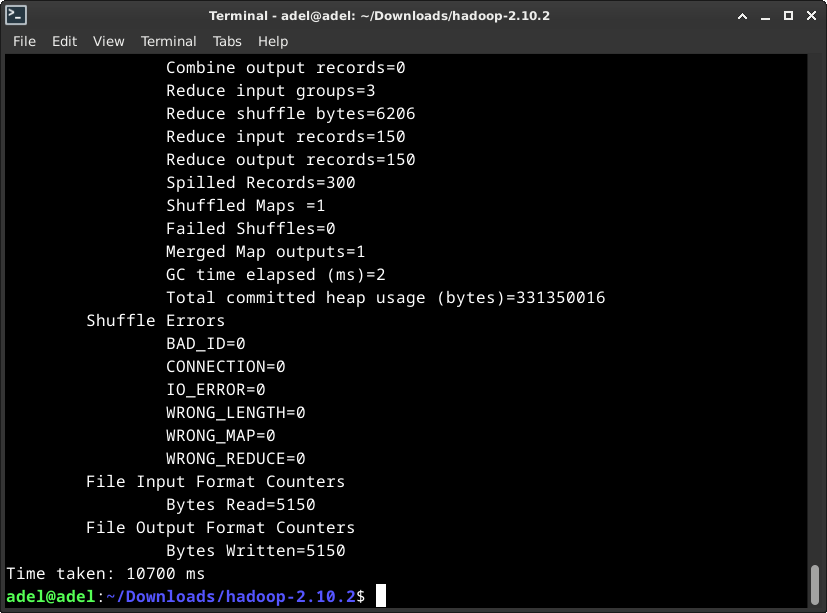 Terminal - adel@adel: ~/Downloads/hadoop-2.10.2
File Edit View Terminal Tabs Help
Combine output records=0
Reduce input groups=3
Reduce shuffle bytes=6206
Reduce input records=150
Reduce output records=150
Spilled Records=300
Shuffled Maps =1
Failed Shuffles=0
Merged Map outputs=1
GC time elapsed (ms)=2
Total committed heap usage (bytes)=331350016
Shuffle Errors
BAD_ID=0
CONNECTION=0
IO_ERROR=0
WRONG_LENGTH=0
WRONG_MAP=0
WRONG_REDUCE=0
File Input Format Counters
Bytes Read=5150
File Output Format Counters
Bytes Written=5150
Time taken: 10700 ms
adel@adel:~/Downloads/hadoop-2.10.2$